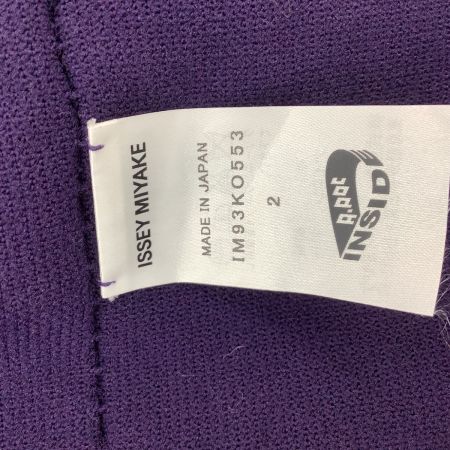 ISSEY MIYAKE
MADE IN JAPAN
IM93KO553
2
A.POC
INSIDE